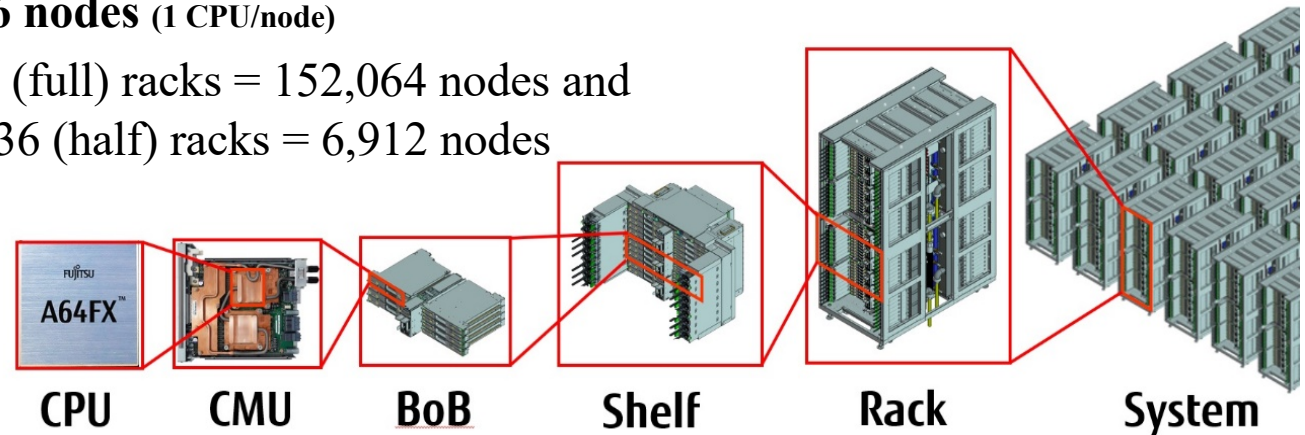 nodes (1 CPU/node)
(full) racks = 152,064 nodes and
36 (half) racks = 6,912 nodes
FUJITSU
A64FX™
CPU
CMU
BoB
Shelf
Rack
System